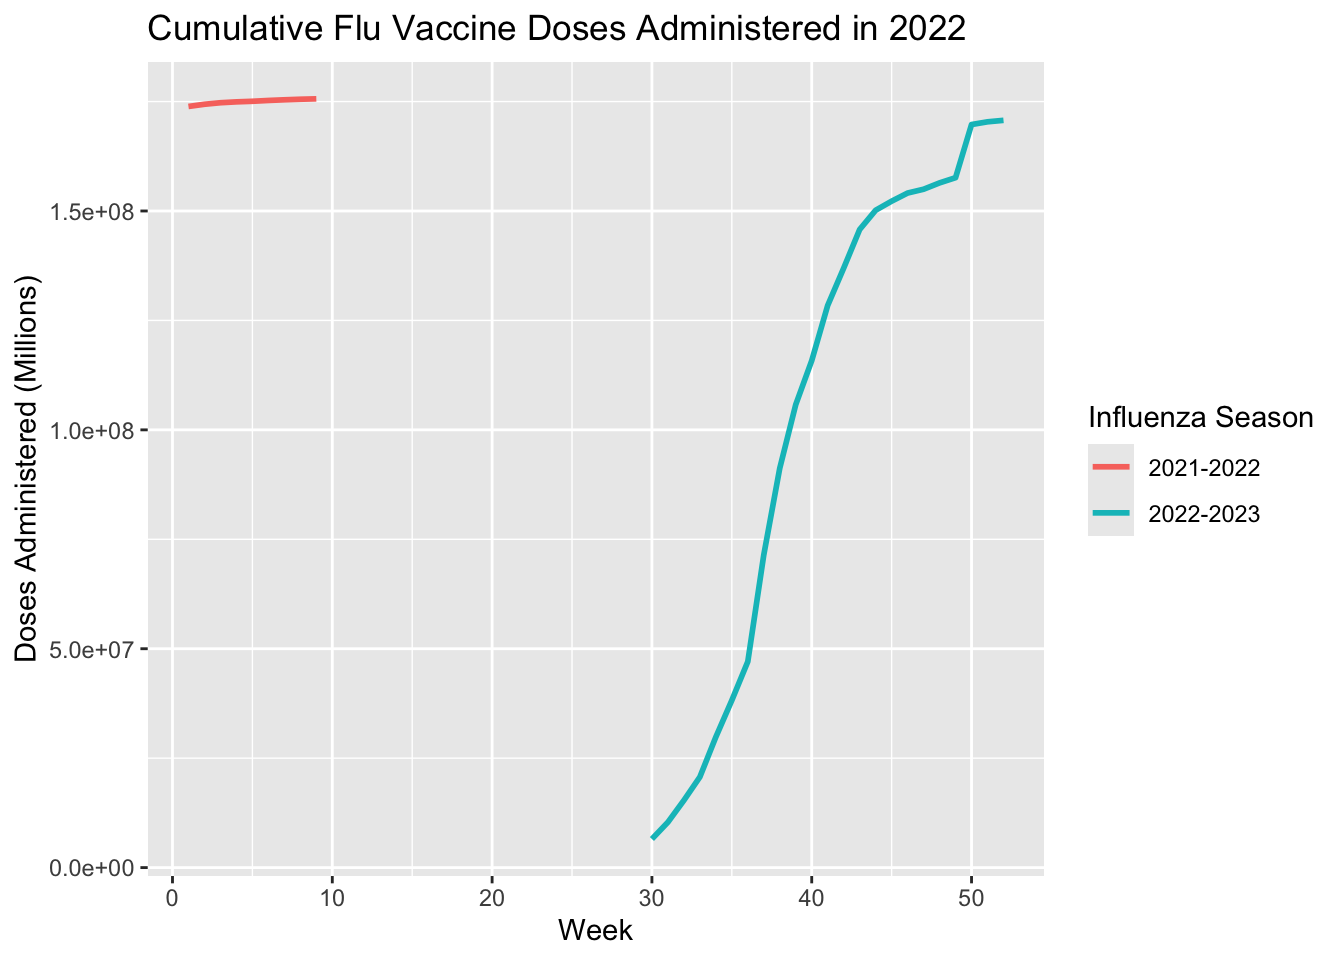 Cumulative Flu Vaccine Doses Administered in 2022
Doses Administered (Millions)
1.5e+08
1.0e+08
5.0e+07
0.0e+00
0 10 20 30 40 50
Week
Influenza Season
2021-2022
2022-2023